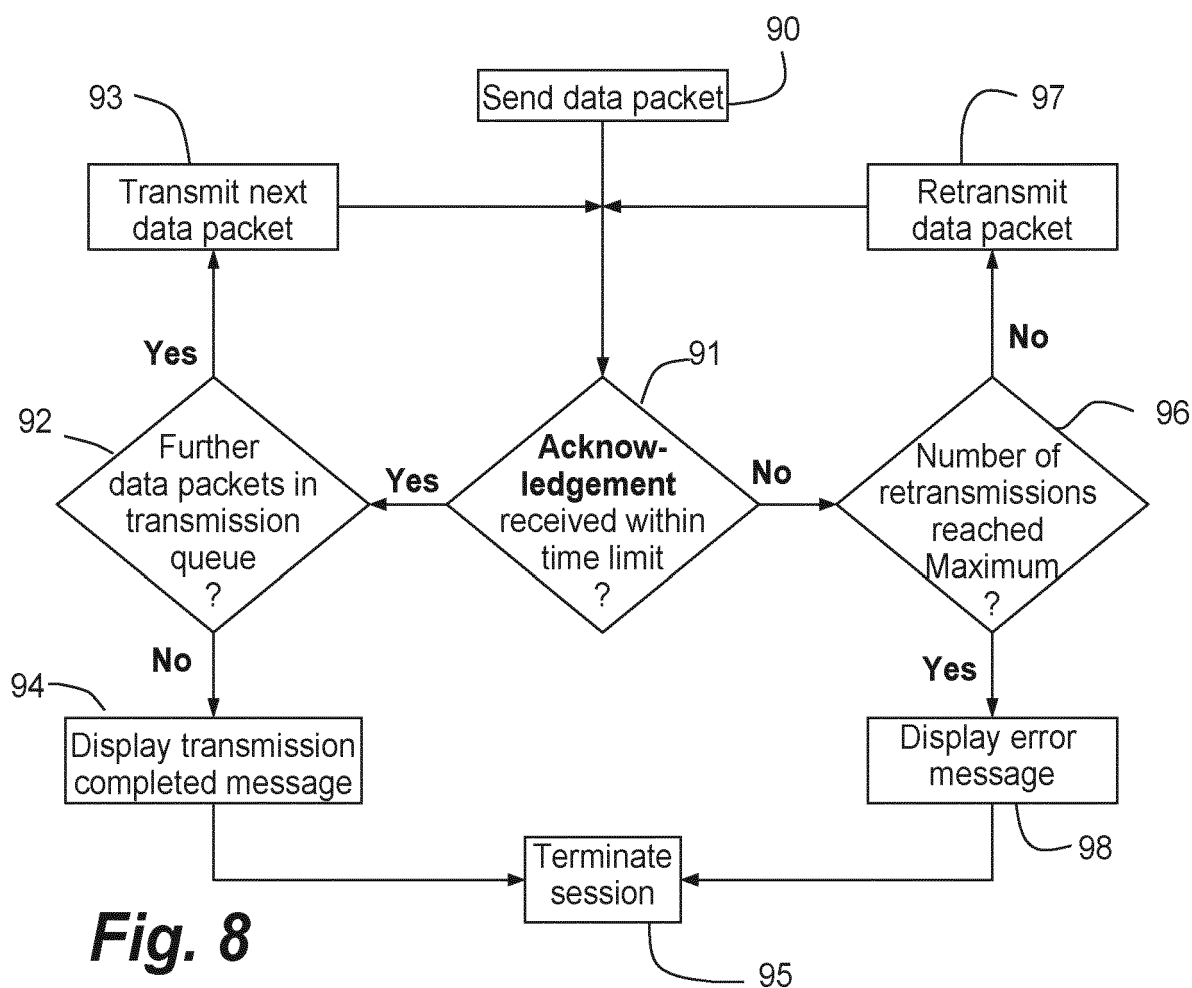 90
Send data packet
93
97
Transmit next
data packet
Retransmit
data packet
Yes
No
91
92
96
Further
data packets in
transmission
queue
?
Yes
Acknow-
ledgement
received within
time limit
?
No
Number of
retransmissions
reached
Maximum
?
No
Yes
94
Display transmission
completed message
Display error
message
98
Terminate
session
95
Fig. 8